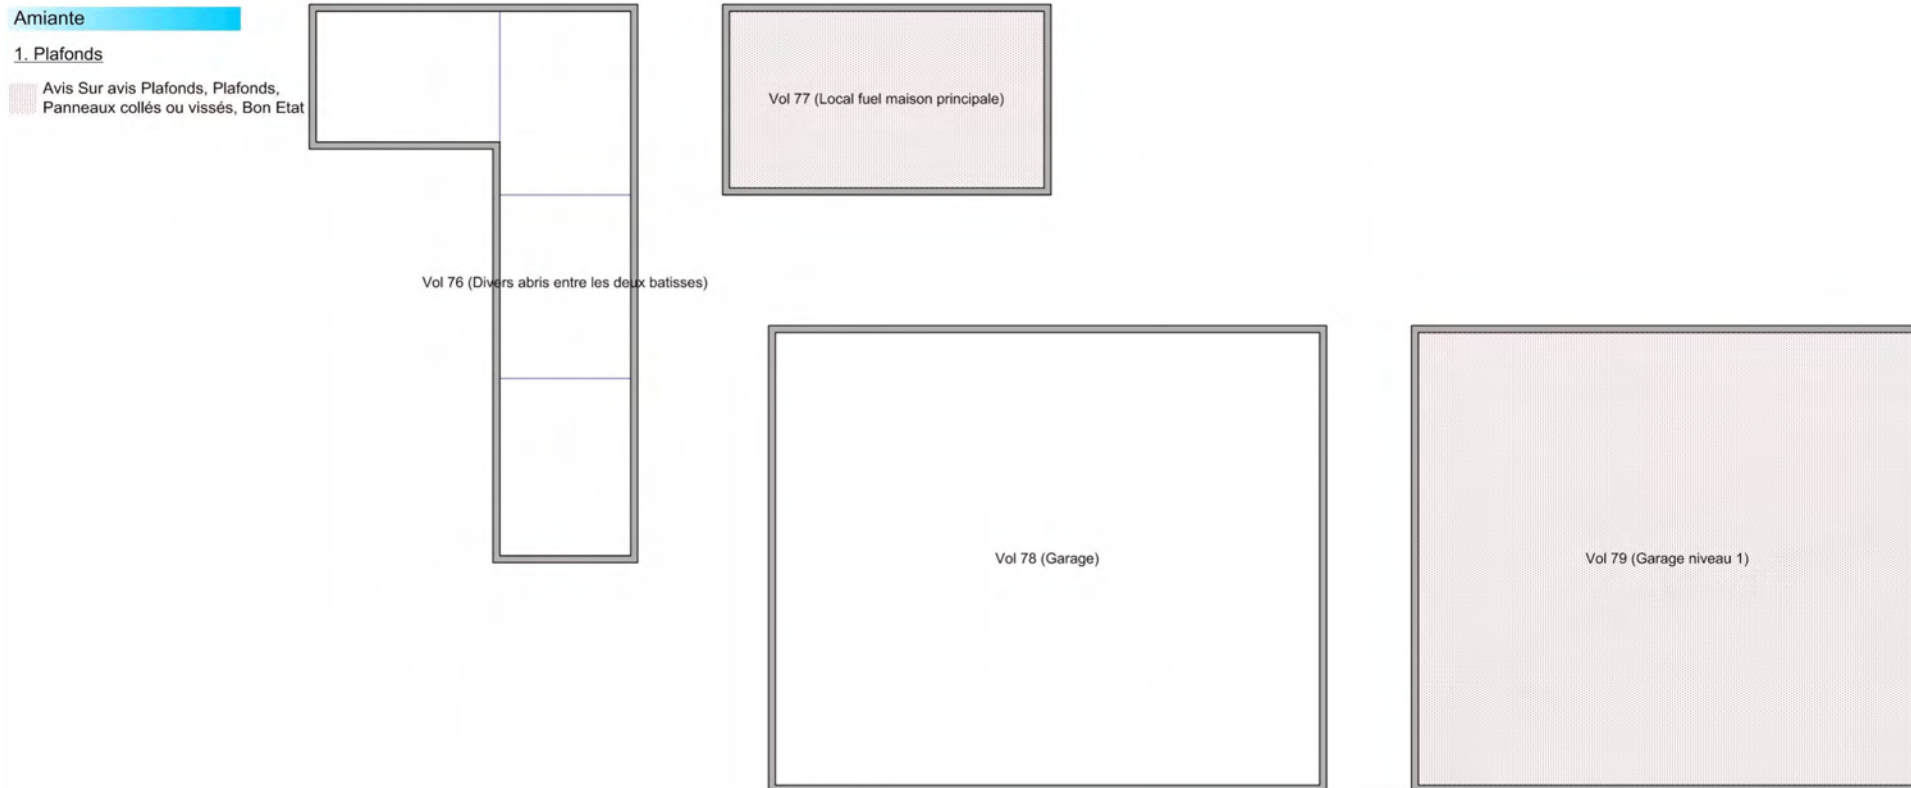 Amiante
1. Plafonds
Avis Sur avis Plafonds, Plafonds,
Panneaux collés ou vissés, Bon Etat
Vol 77 (Local fuel maison principale)
Vol 76 (Divers abris entre les deux batisses)
Vol 78 (Garage)
Vol 79 (Garage niveau 1)